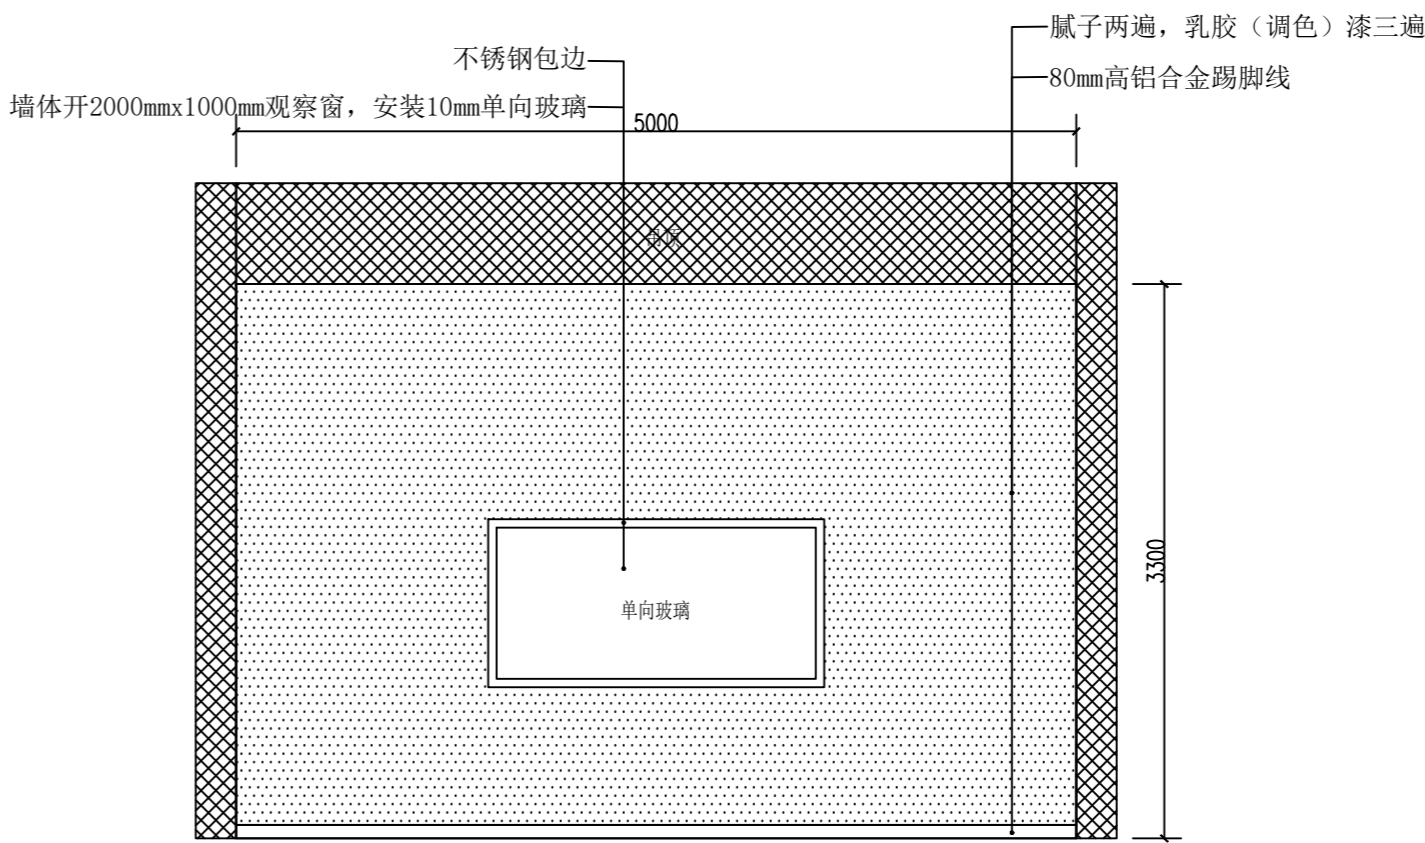 腻子两遍，乳胶（调色）漆三遍
不锈钢包边
80mm高铝合金踢脚线
墙体开2000mmx1000mm观察窗，安装10mm单向玻璃
5000
吊顶
3300
单向玻璃